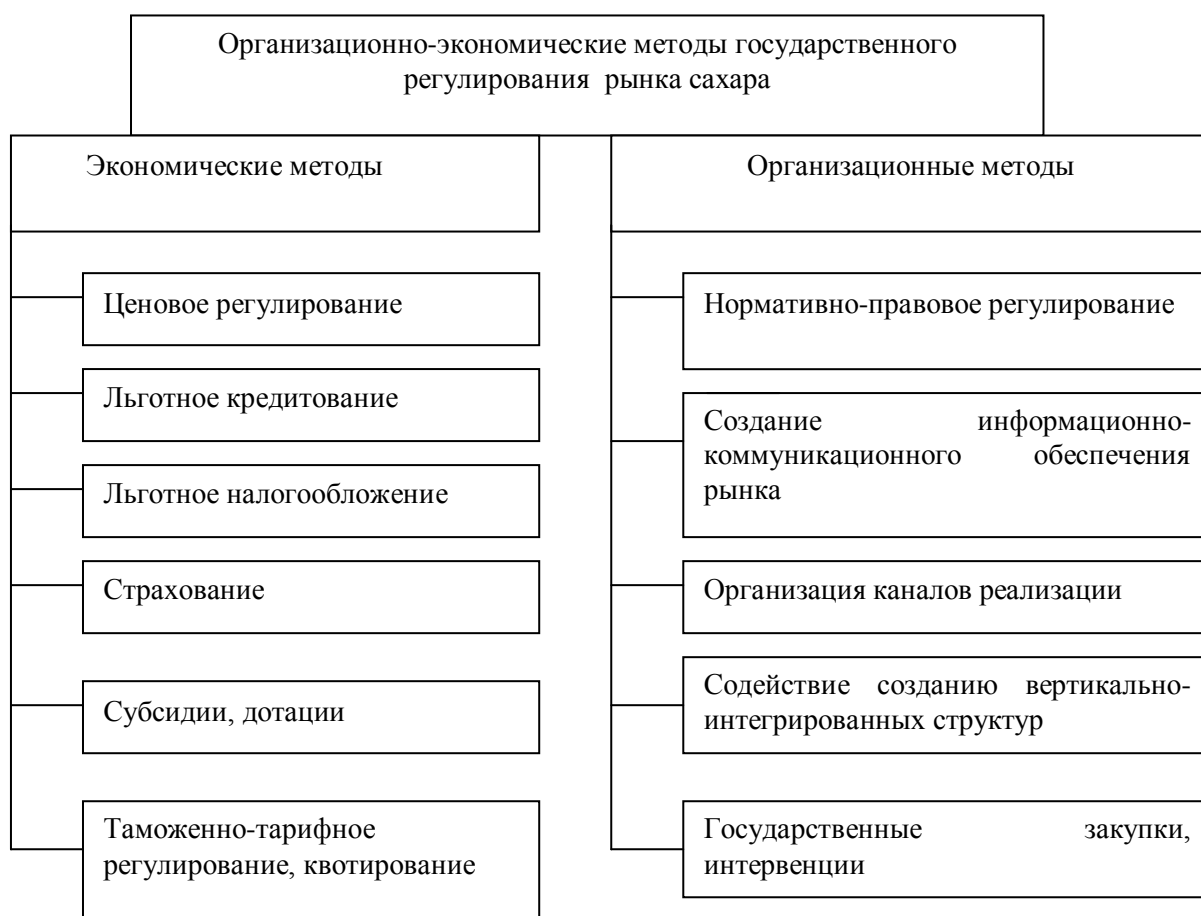 Организационно-экономические методы государственного
регулирования рынка сахара
Экономические методы
Ценовое регулирование
Льготное кредитование
Льготное налогообложение
Страхование
Субсидии, дотации
Таможенно-тарифное
регулирование, квотирование
Организационные методы
Нормативно-правовое регулирование
Создание информационно-
коммуникационного обеспечения
рынка
Организация каналов реализации
Содействие созданию вертикально-
интегрированных структур
Государственные закупки,
интервенции